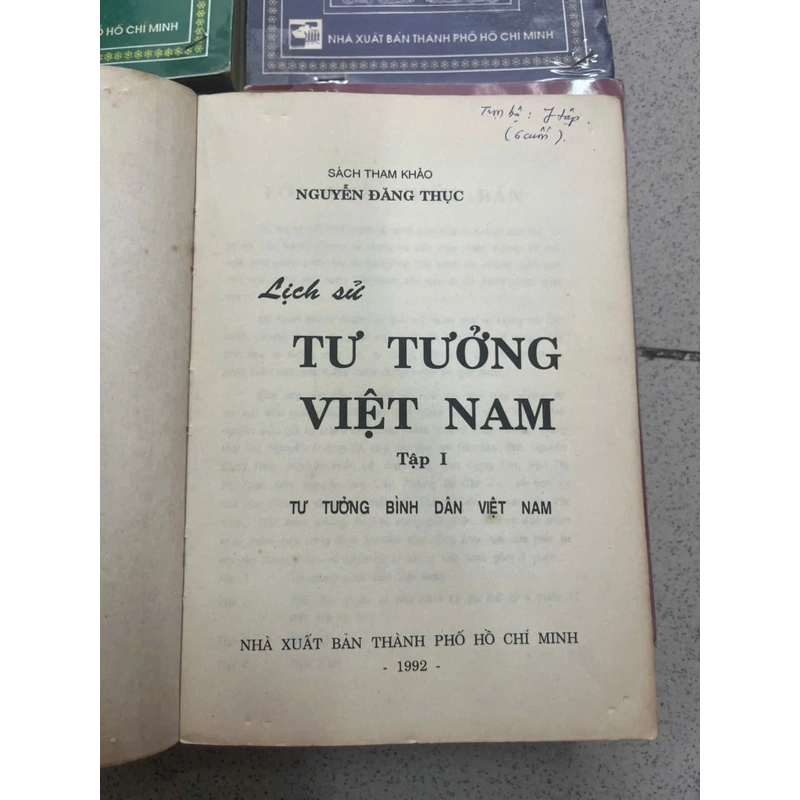 HỒ CHÍ MINH
NHÀ XUẤT BẢN THÀNH PHỐ HỒ CHÍ MINH
Trọn bộ: 7 tập.
(6 cuốn).
SÁCH THAM KHẢO
NGUYỄN ĐĂNG THỤC
Lịch sử
TƯ TƯỞNG
VIỆT NAM
Tập I
TƯ TƯỞNG BÌNH DÂN VIỆT NAM
NHÀ XUẤT BẢN THÀNH PHỐ HỒ CHÍ MINH
- 1992 -